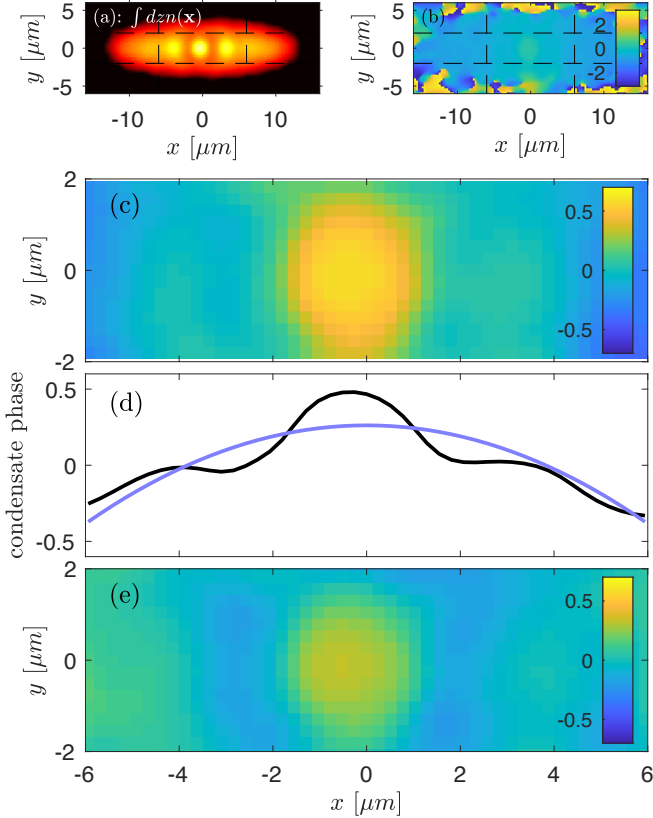 (a): ∫ dzn(x)
(b)
5
0
-5
y [μm]
-10 0 10
x [μm]
5
0
-5
y [μm]
2
0
-2
-10 0 10
x [μm]
(c)
2
0
-2
y [μm]
0.5
0
-0.5
(d)
0.5
0
-0.5
condensate phase
(e)
2
0
-2
y [μm]
0.5
0
-0.5
-6 -4 -2 0 2 4 6
x [μm]